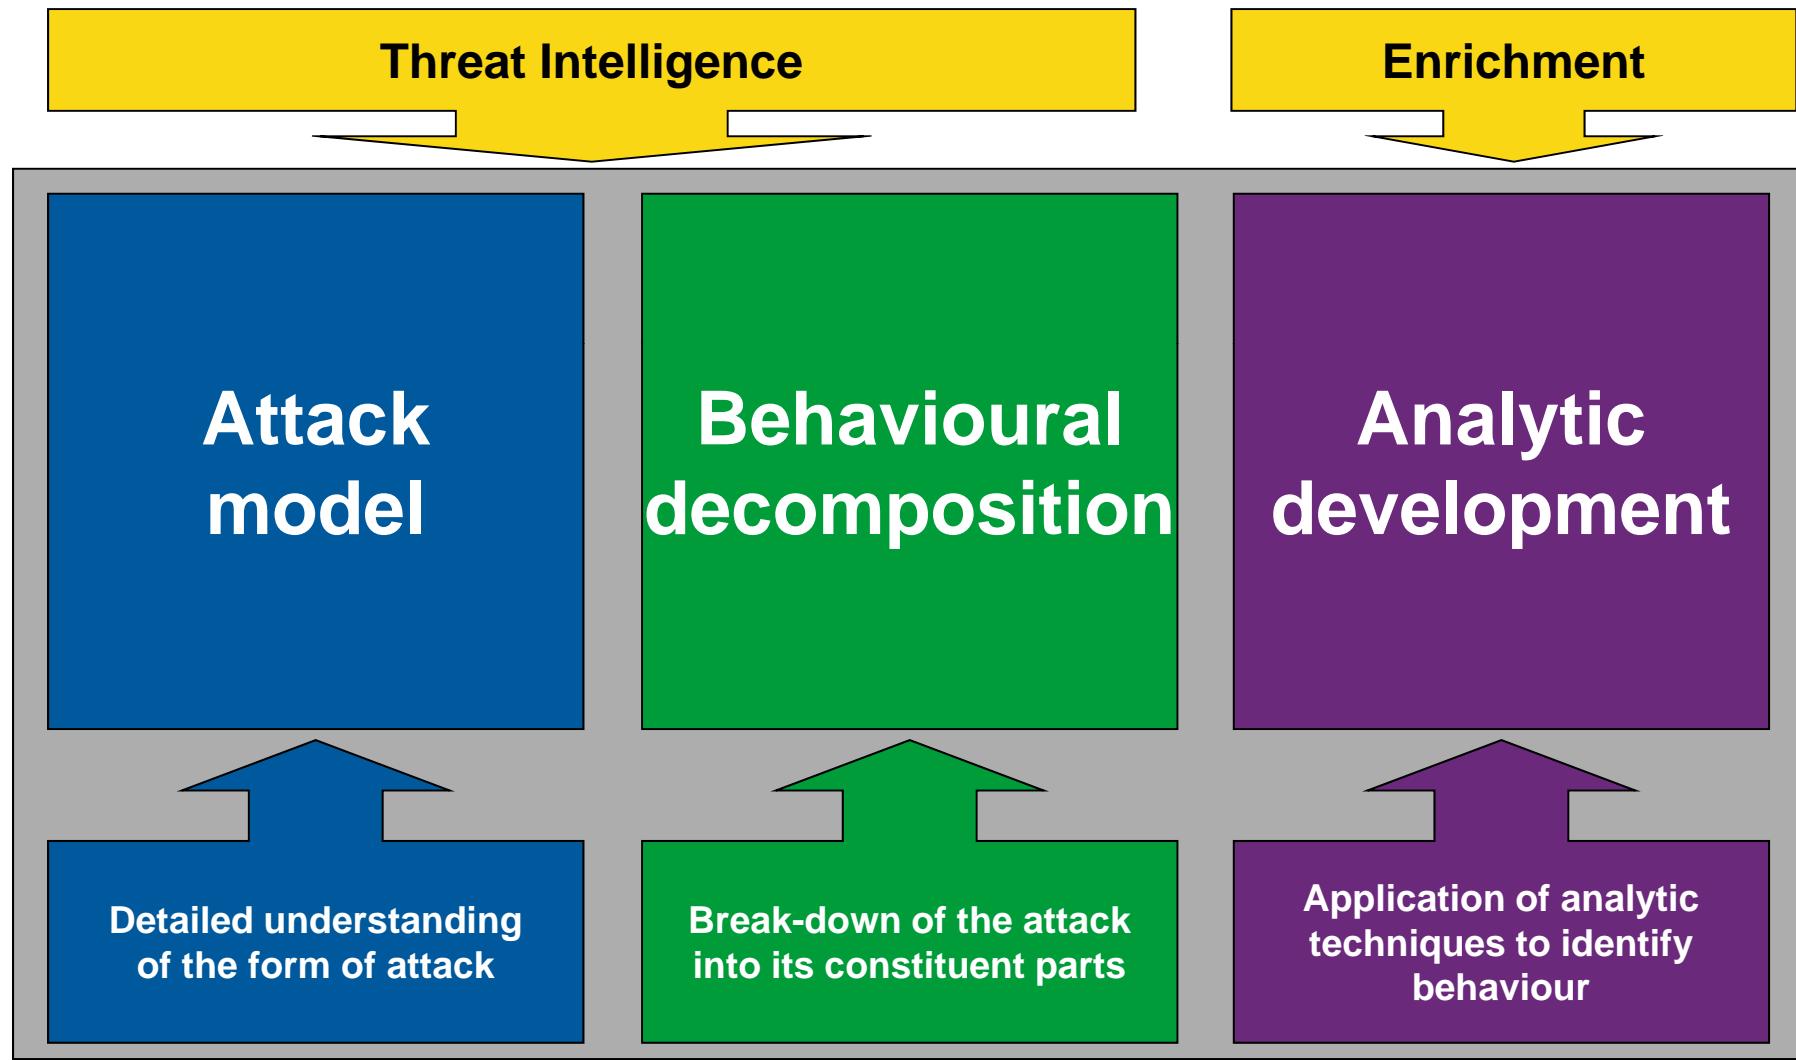 Threat Intelligence
Enrichment
Attack
model
Behavioural
decomposition
Analytic
development
Detailed understanding
of the form of attack
Break-down of the attack
into its constituent parts
Application of analytic
techniques to identify
behaviour